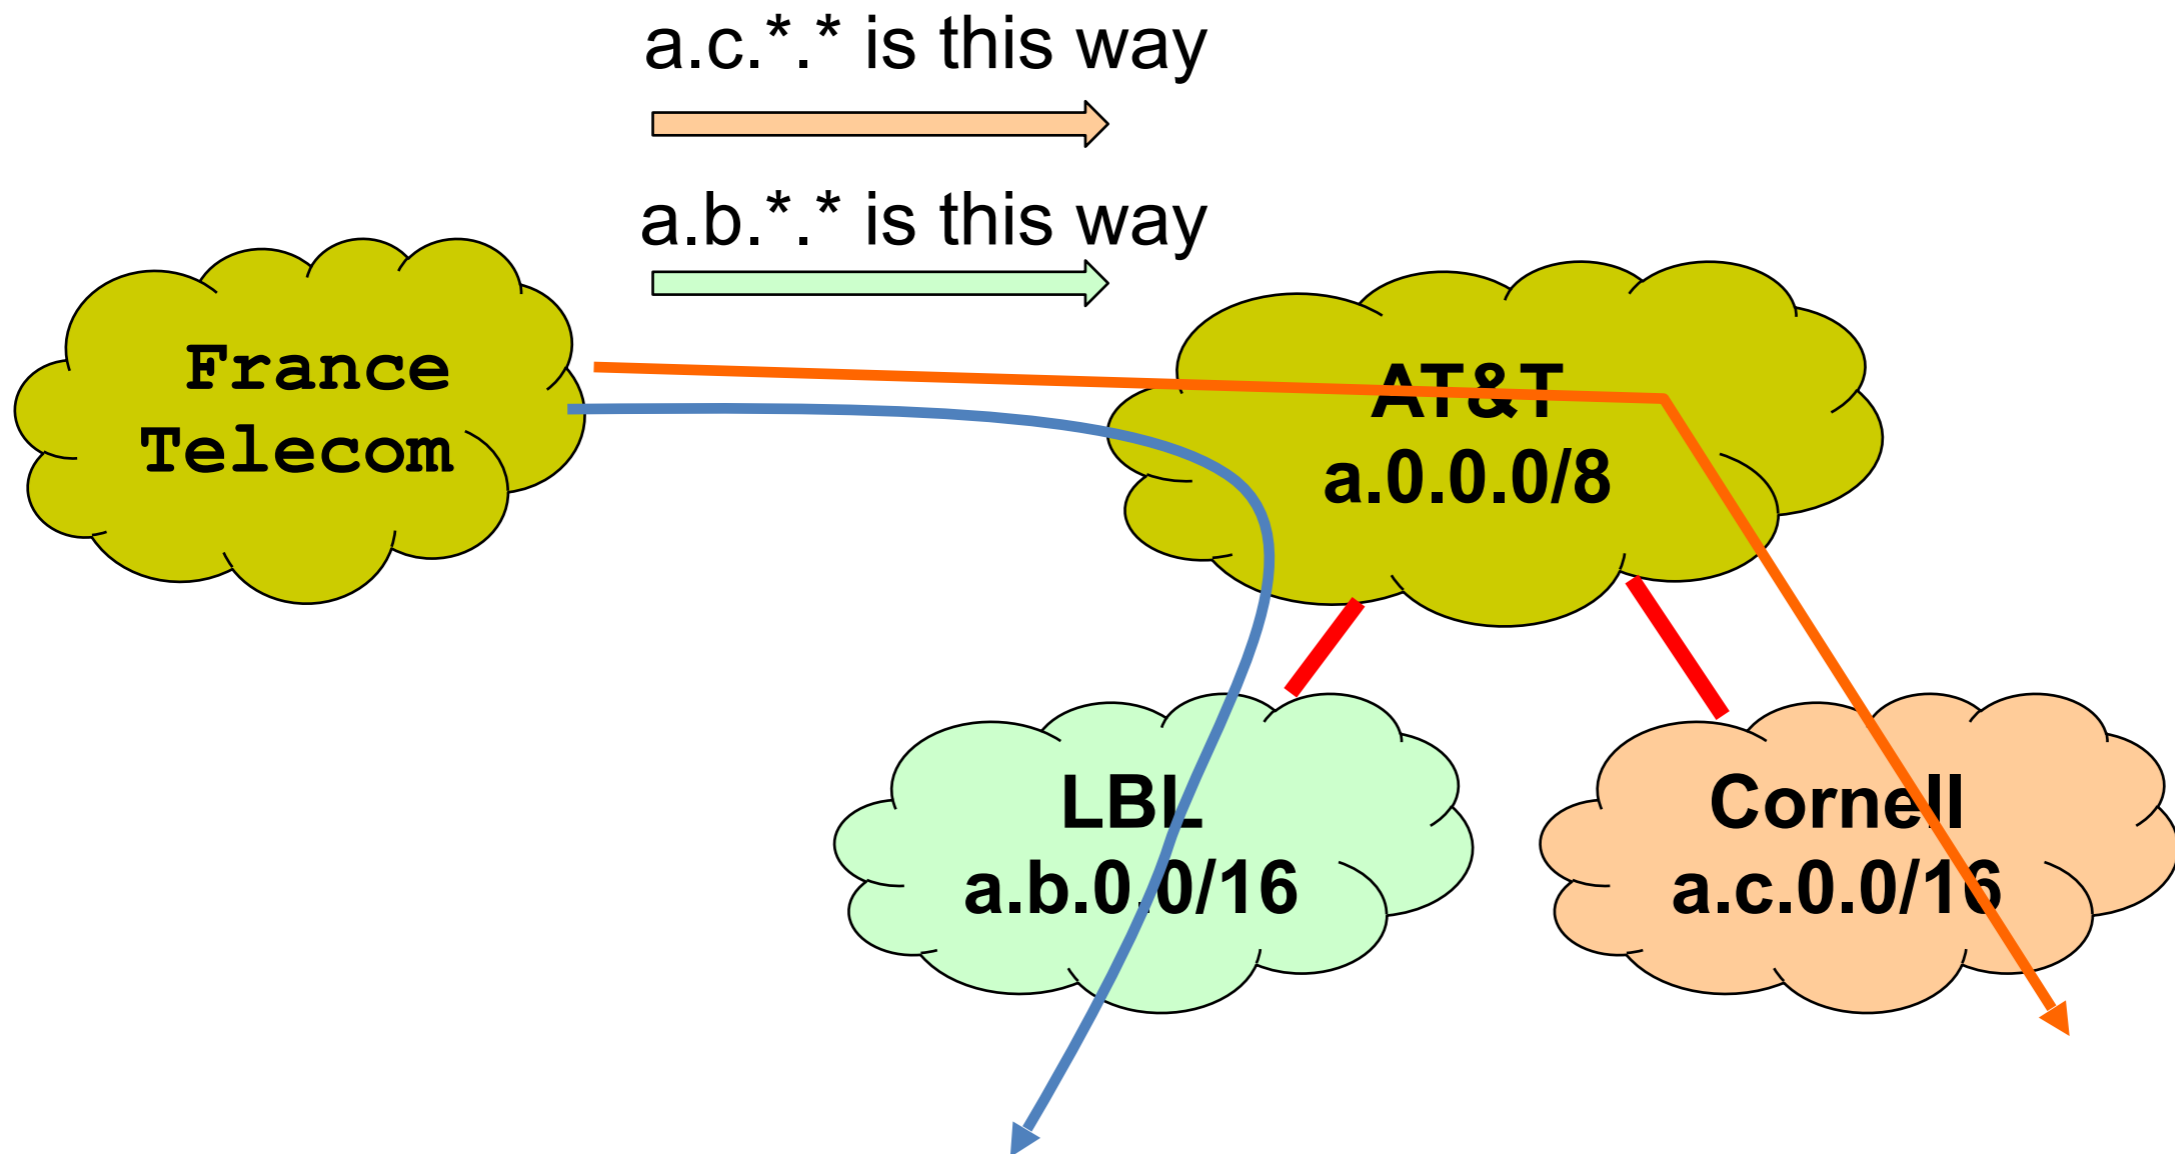 a.c.*.* is this way
a.b.*.* is this way
France
Telecom
AT&T
a.0.0.0/8
LBL
a.b.0.0/16
Cornell
a.c.0.0/16